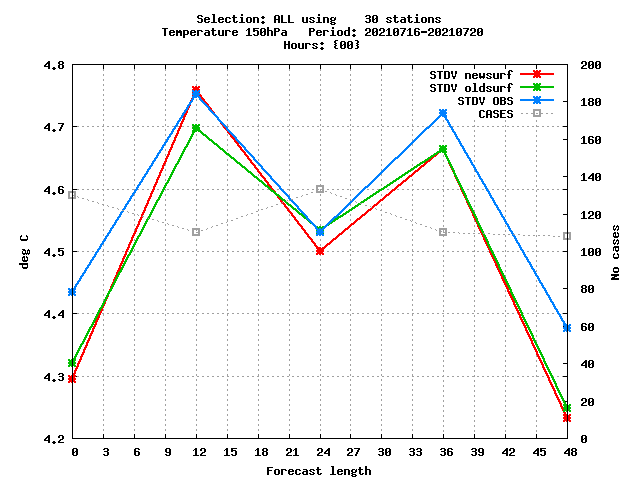 Selection: ALL using    30 stations
Temperature 150hPa   Period: 20210716-20210720
Hours: {00}
STDV newsurf
STDV oldsurf
STDV OBS
CASES
4.8
4.7
4.6
4.5
4.4
4.3
4.2
deg C
200
180
160
140
120
100
80
60
40
20
0
No cases
0 3 6 9 12 15 18 21 24 27 30 33 36 39 42 45 48
Forecast length